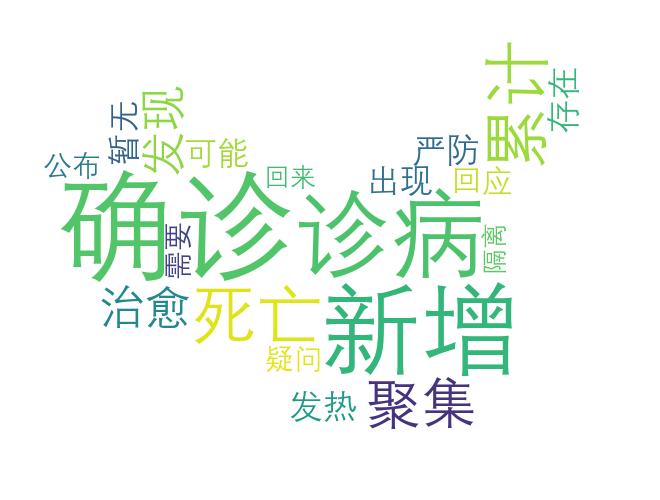 累计
存在
发现
暂无
公布
可能
严防
回来
出现
回应
确诊
诊病
需要
隔离
治愈
死亡
新增
疑问
发热
聚集